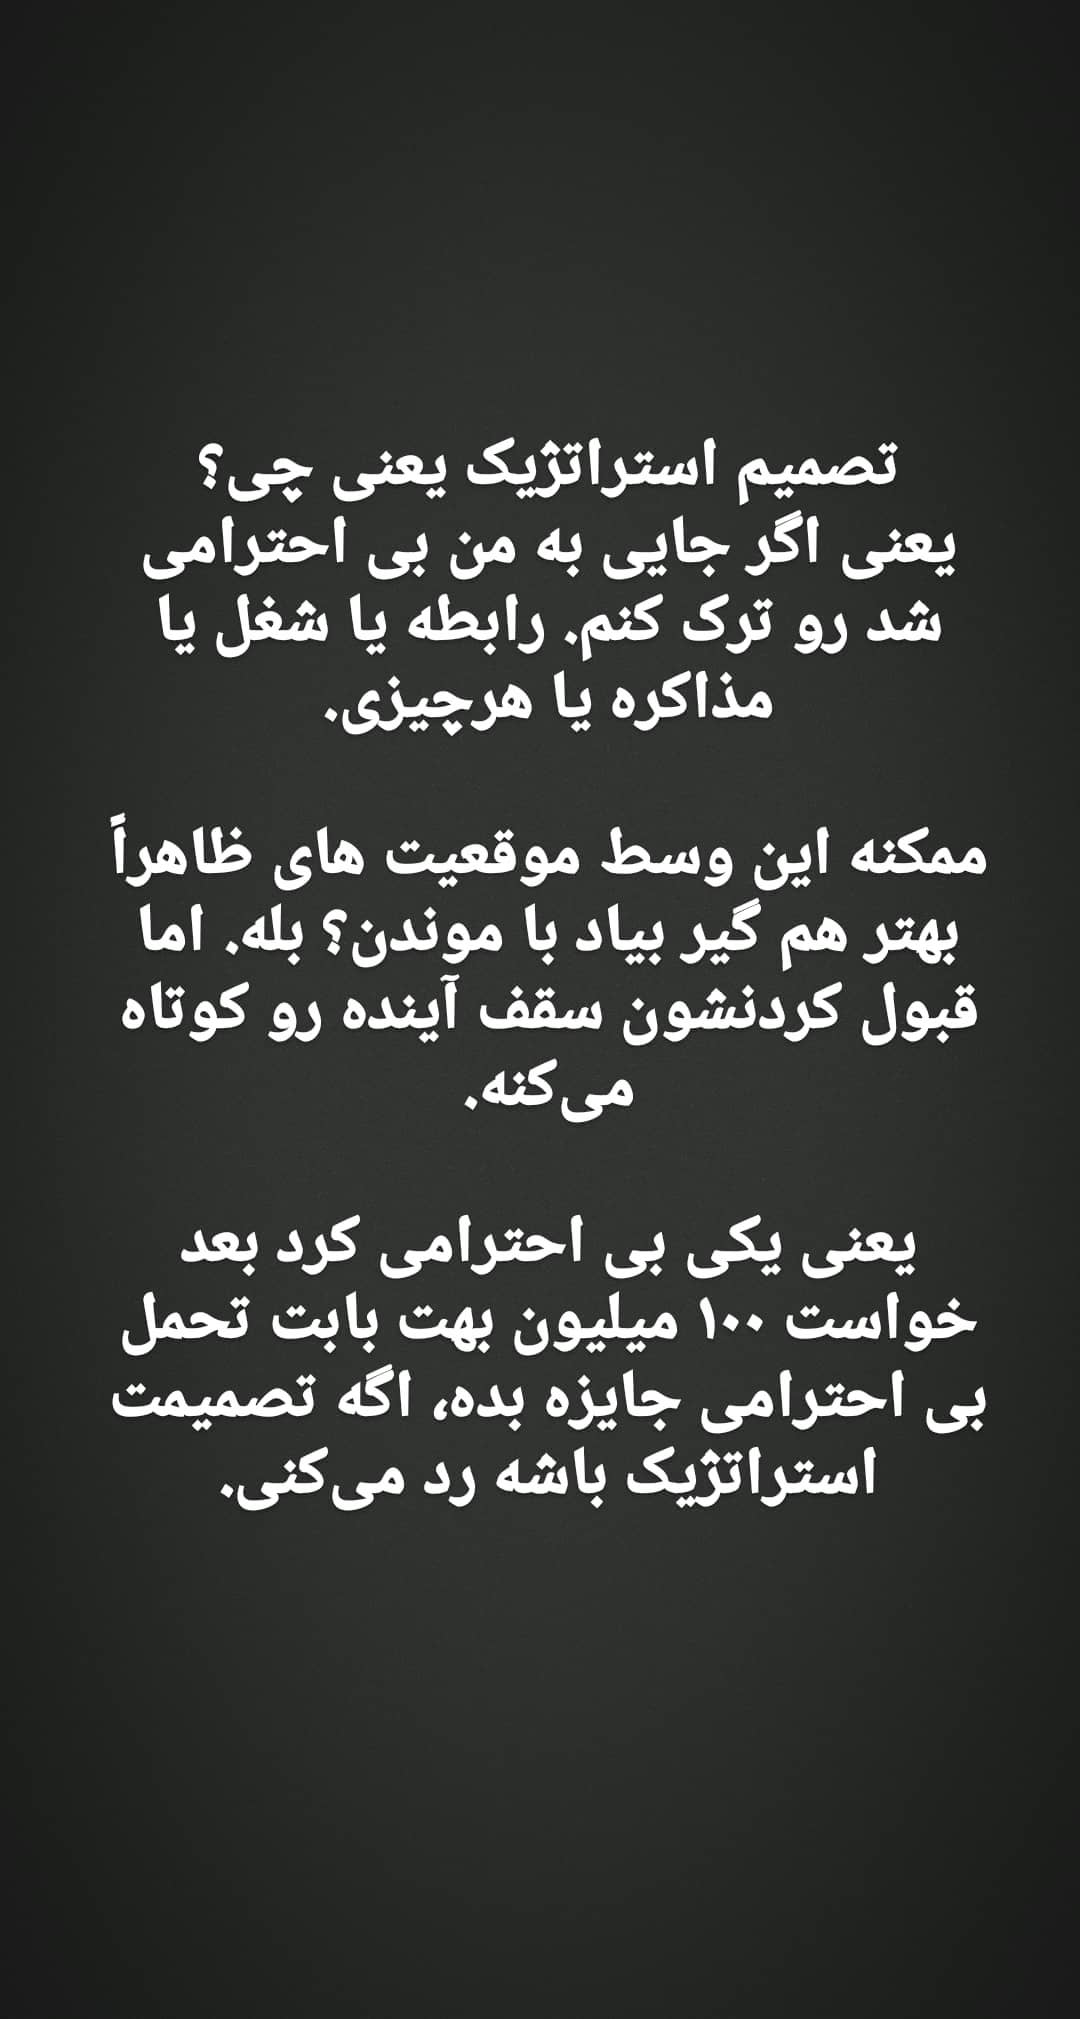 تصمیم استراتژیک یعنی چی؟
یعنی اگر جایی به من بی احترامی
شد رو ترک کنم. رابطه یا شغل یا
مذاکره یا هرچیزی.
ممکنه این وسط موقعیت های ظاهراً
بهتر هم گیر بیاد با موندن؟ بله. اما
قبول کردنشون سقف آینده رو کوتاه
می‌کنه.
یعنی یکی بی احترامی کرد بعد
خواست ۱۰۰ میلیون بهت بابت تحمل
بی احترامی جایزه بده، اگه تصمیمت
استراتژیک باشه رد می‌کنی.